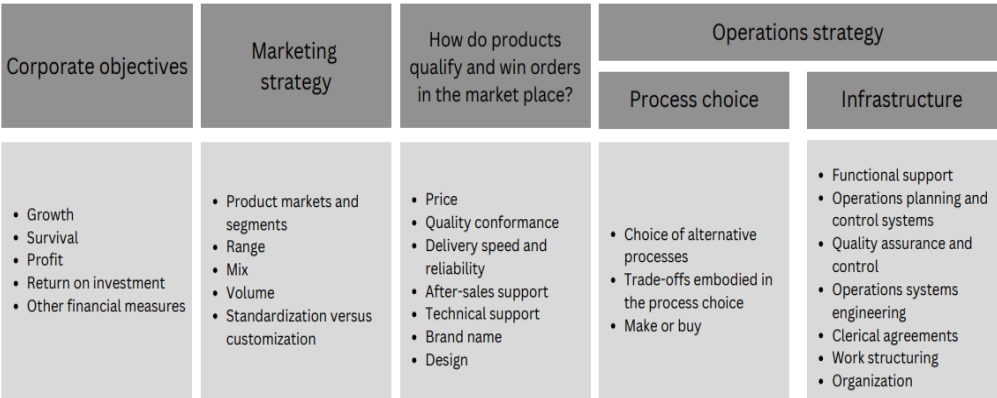 Corporate objectives
Marketing
strategy
How do products
qualify and win orders
in the market place?
Operations strategy
Process choice
Infrastructure
• Growth
• Survival
• Profit
• Return on investment
• Other financial measures
• Product markets and
segments
• Range
• Mix
• Volume
• Standardization versus
customization
• Price
• Quality conformance
• Delivery speed and
reliability
• After-sales support
• Technical support
• Brand name
• Design
• Choice of alternative
processes
• Trade-offs embodied in
the process choice
• Make or buy
• Functional support
• Operations planning and
control systems
• Quality assurance and
control
• Operations systems
engineering
• Clerical agreements
• Work structuring
• Organization